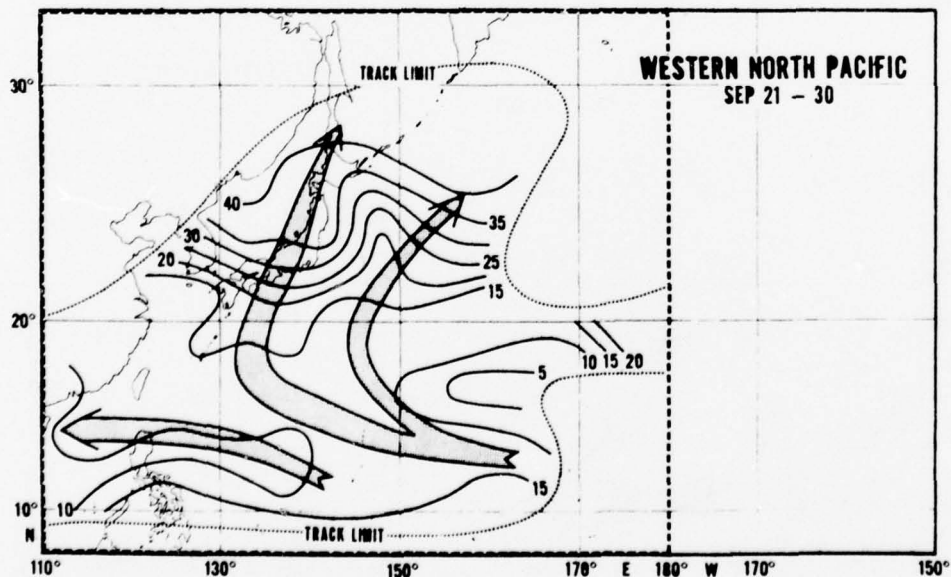 TRACK LIMIT
WESTERN NORTH PACIFIC
SEP 21 – 30
30°
40
35
30
25
20
15
20°
10 15 20
5
10
15
10°
N
TRACK LIMIT
110° 130° 150° 170° E 180° W 170° 150°